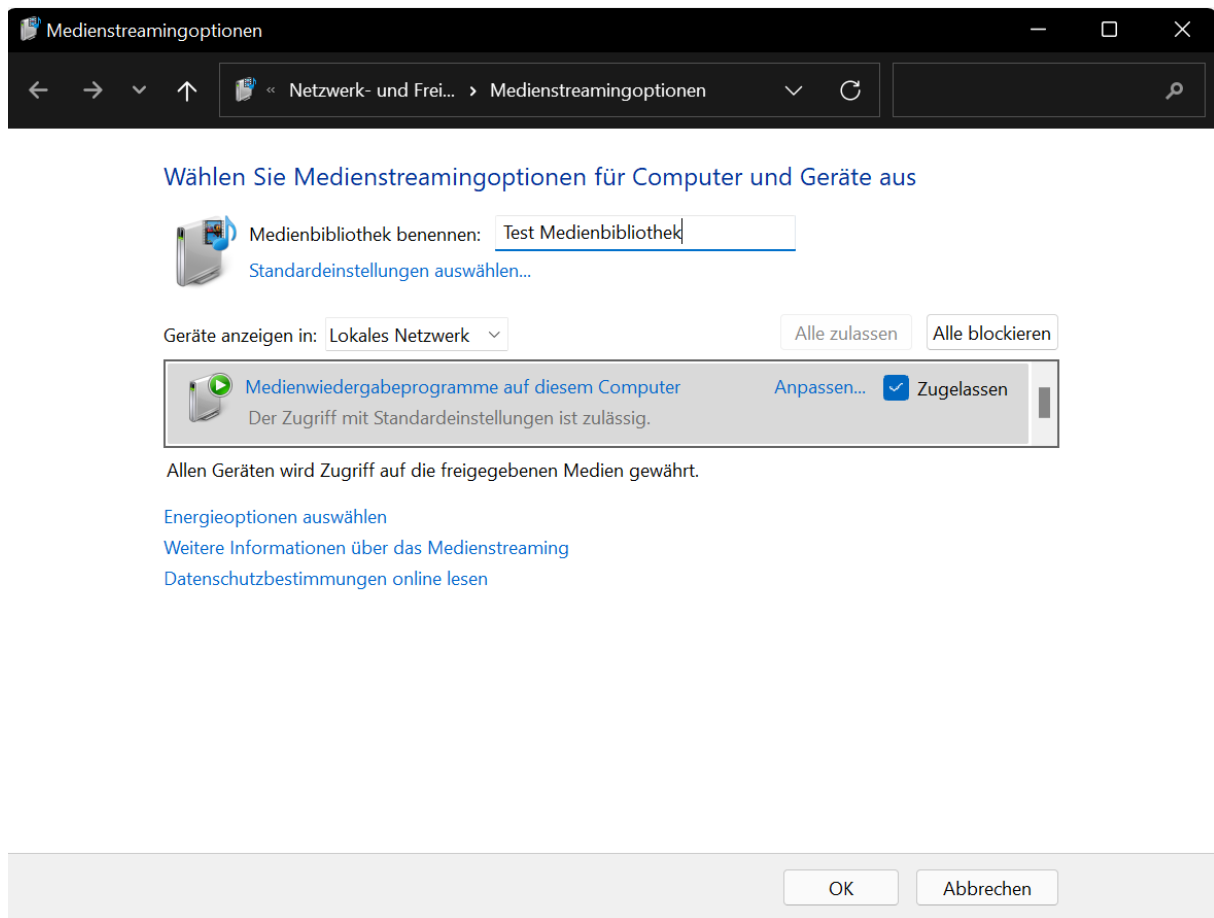 Medienstreamingoptionen
« Netzwerk- und Frei... › Medienstreamingoptionen
Wählen Sie Medienstreamingoptionen für Computer und Geräte aus
Medienbibliothek benennen: Test Medienbibliothek
Standardeinstellungen auswählen...
Geräte anzeigen in: Lokales Netzwerk Alle zulassen Alle blockieren
Medienwiedergabeprogramme auf diesem Computer Anpassen... Zugelassen
Der Zugriff mit Standardeinstellungen ist zulässig.
Allen Geräten wird Zugriff auf die freigegebenen Medien gewährt.
Energieoptionen auswählen
Weitere Informationen über das Medienstreaming
Datenschutzbestimmungen online lesen
OK Abbrechen